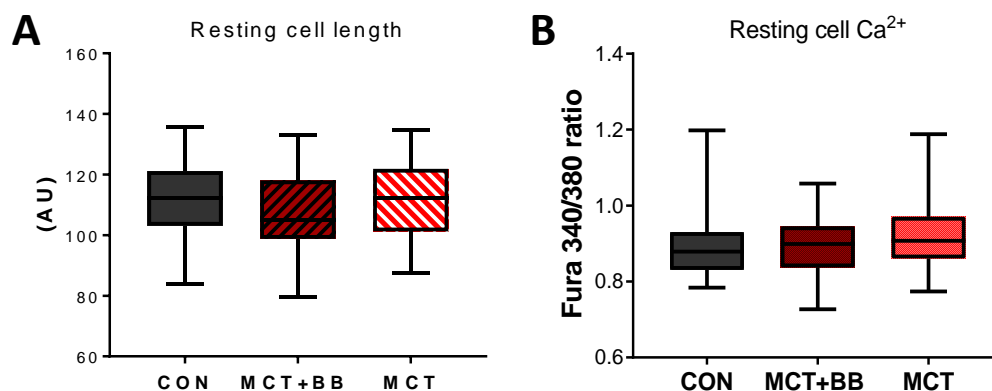 A
Resting cell length
(AU)
160
140
120
100
80
60
CON MCT+BB MCT
B
Resting cell Ca²⁺
Fura 340/380 ratio
1.4
1.2
1.0
0.8
0.6
CON MCT+BB MCT